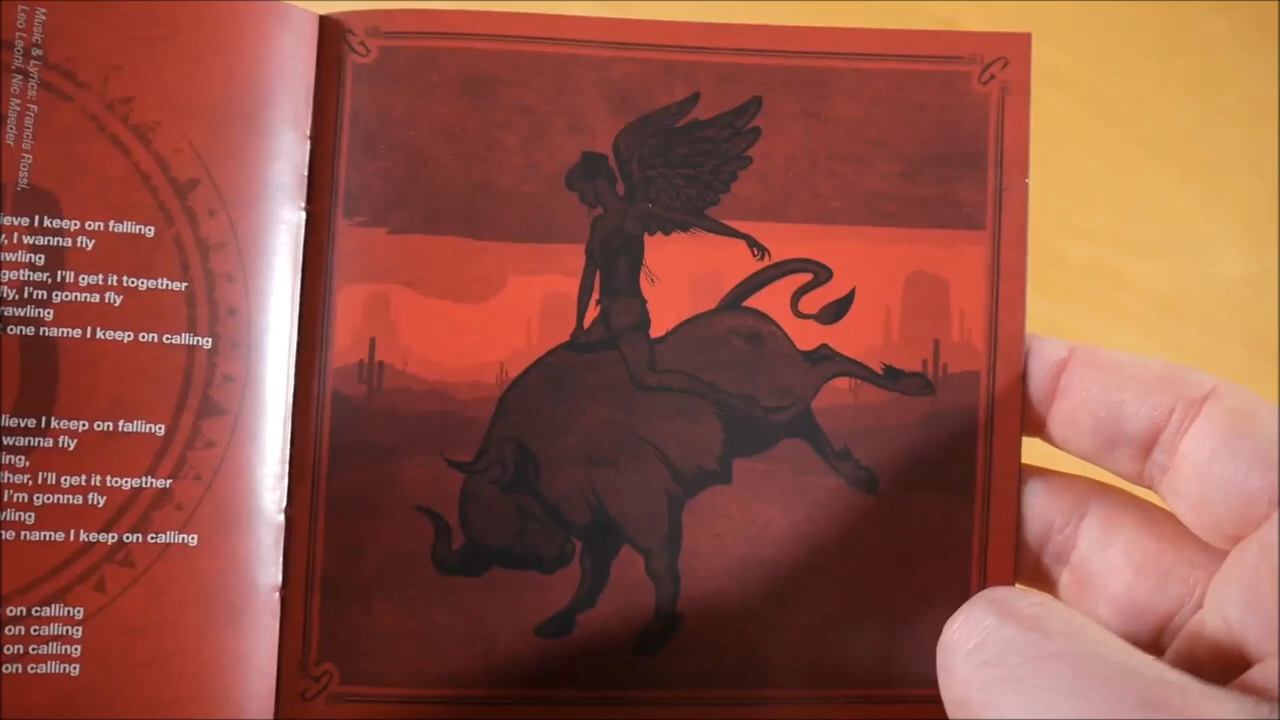 Music & Lyrics: Francis Rossi,
Leo Leoni, Nic Maeder
ieve I keep on falling
, I wanna fly
awling
gether, I'll get it together
fly, I'm gonna fly
rawling
one name I keep on calling
lieve I keep on falling
wanna fly
ing,
ther, I'll get it together
I'm gonna fly
wling
ne name I keep on calling
on calling
on calling
on calling
on calling